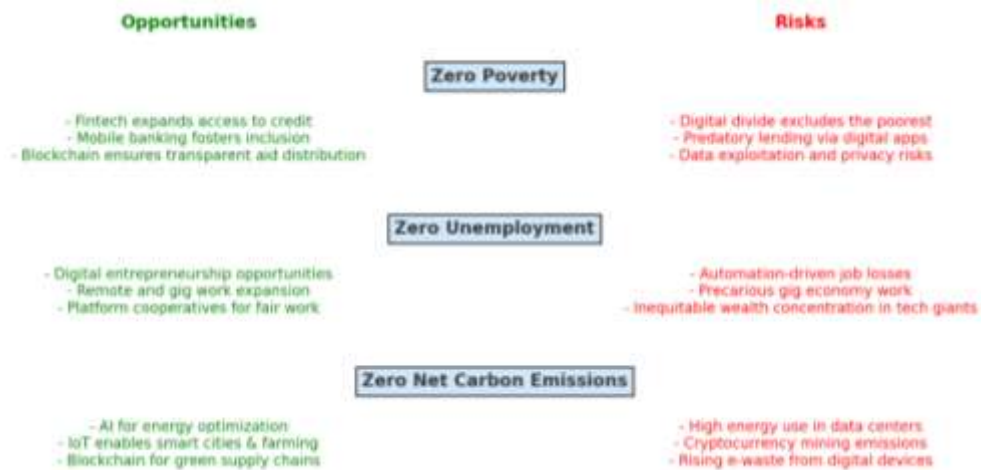 Opportunities
Risks
Zero Poverty
- Fintech expands access to credit
- Mobile banking fosters inclusion
- Blockchain ensures transparent aid distribution
- Digital divide excludes the poorest
- Predatory lending via digital apps
- Data exploitation and privacy risks
Zero Unemployment
- Digital entrepreneurship opportunities
- Remote and gig work expansion
- Platform cooperatives for fair work
- Automation-driven job losses
- Precarious gig economy work
- Inequitable wealth concentration in tech giants
Zero Net Carbon Emissions
- AI for energy optimization
- IoT enables smart cities & farming
- Blockchain for green supply chains
- High energy use in data centers
- Cryptocurrency mining emissions
- Rising e-waste from digital devices